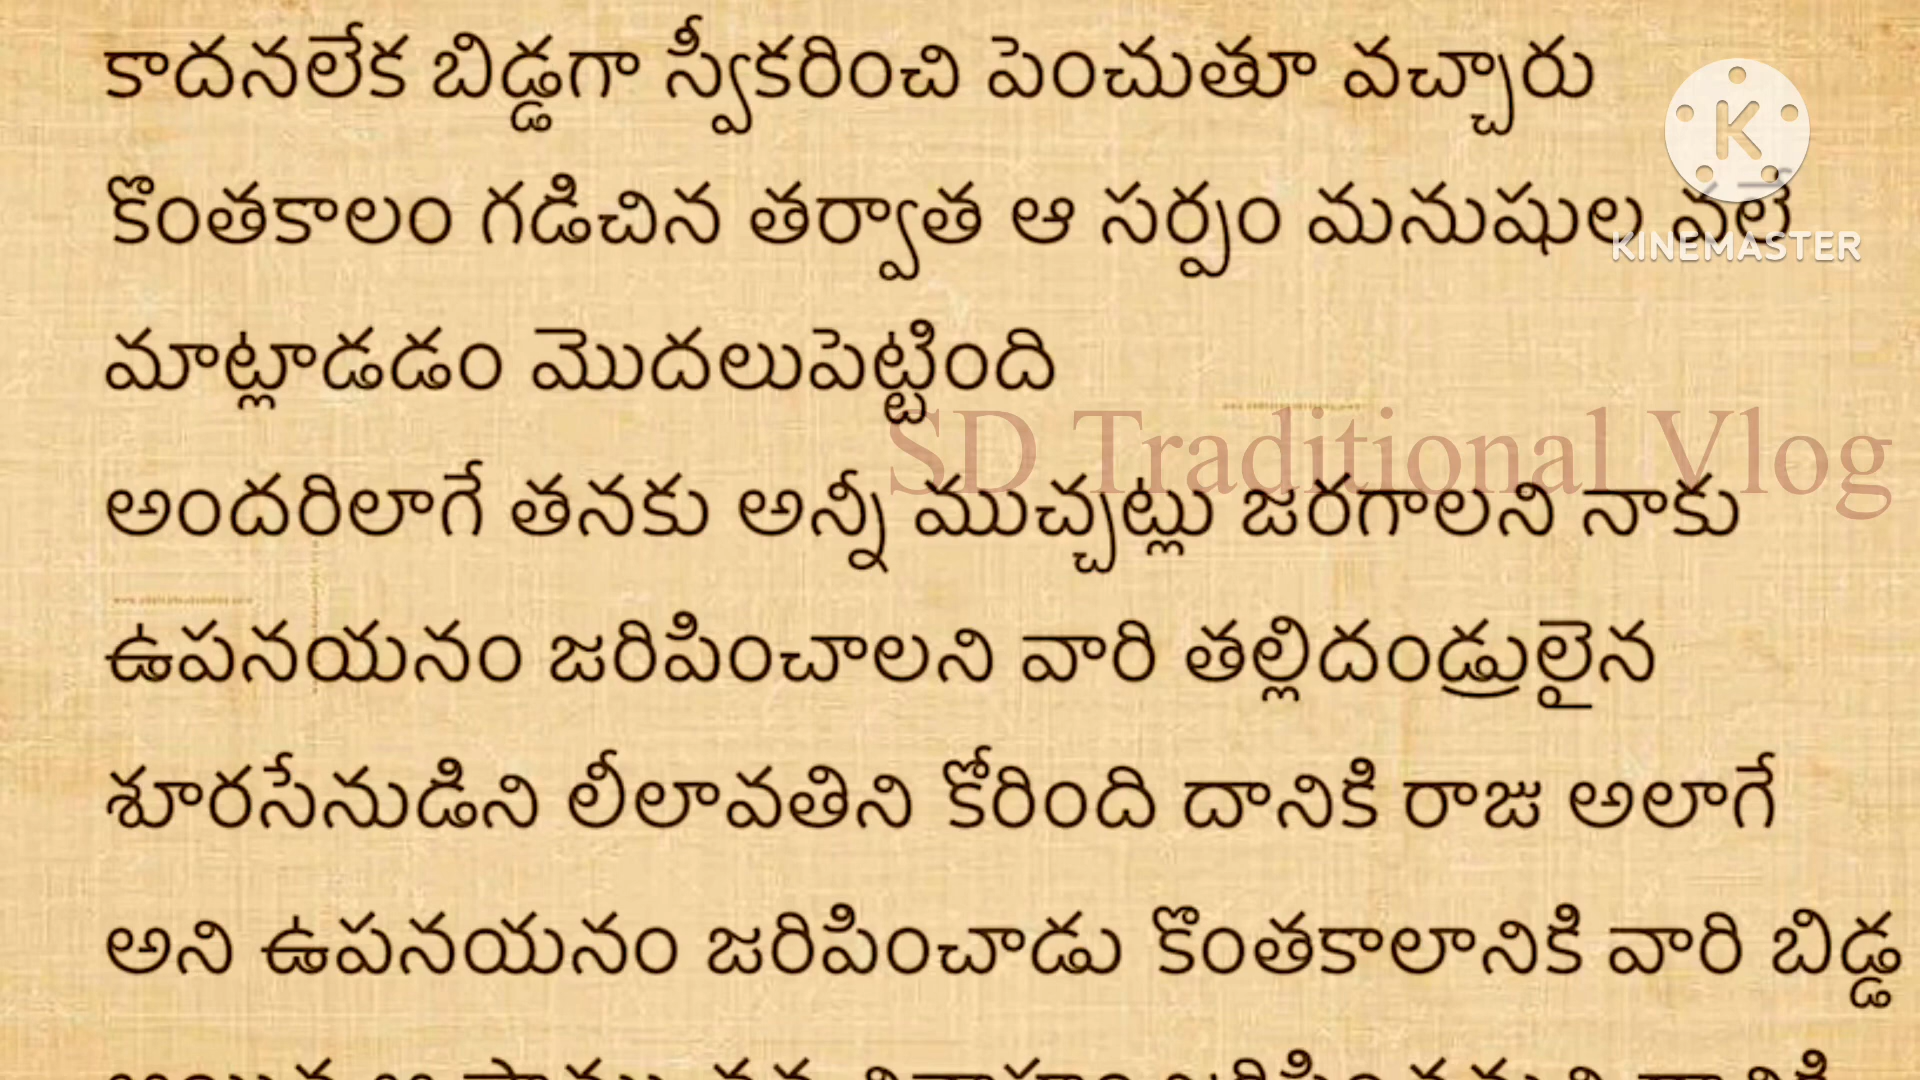 కాదనలేక బిడ్డగా స్వీకరించి పెంచుతూ వచ్చారు
కొంతకాలం గడిచిన తర్వాత ఆ సర్పం మనుషుల వలే
KINEMASTER
మాట్లాడడం మొదలుపెట్టింది
SD Traditional Vlog
అందరిలాగే తనకు అన్నీ ముచ్చట్లు జరగాలని నాకు
ఉపనయనం జరిపించాలని వారి తల్లిదండ్రులైన
శూరసేనుడిని లీలావతిని కోరింది దానికి రాజు అలాగే
అని ఉపనయనం జరిపించాడు కొంతకాలానికి వారి బిడ్డ